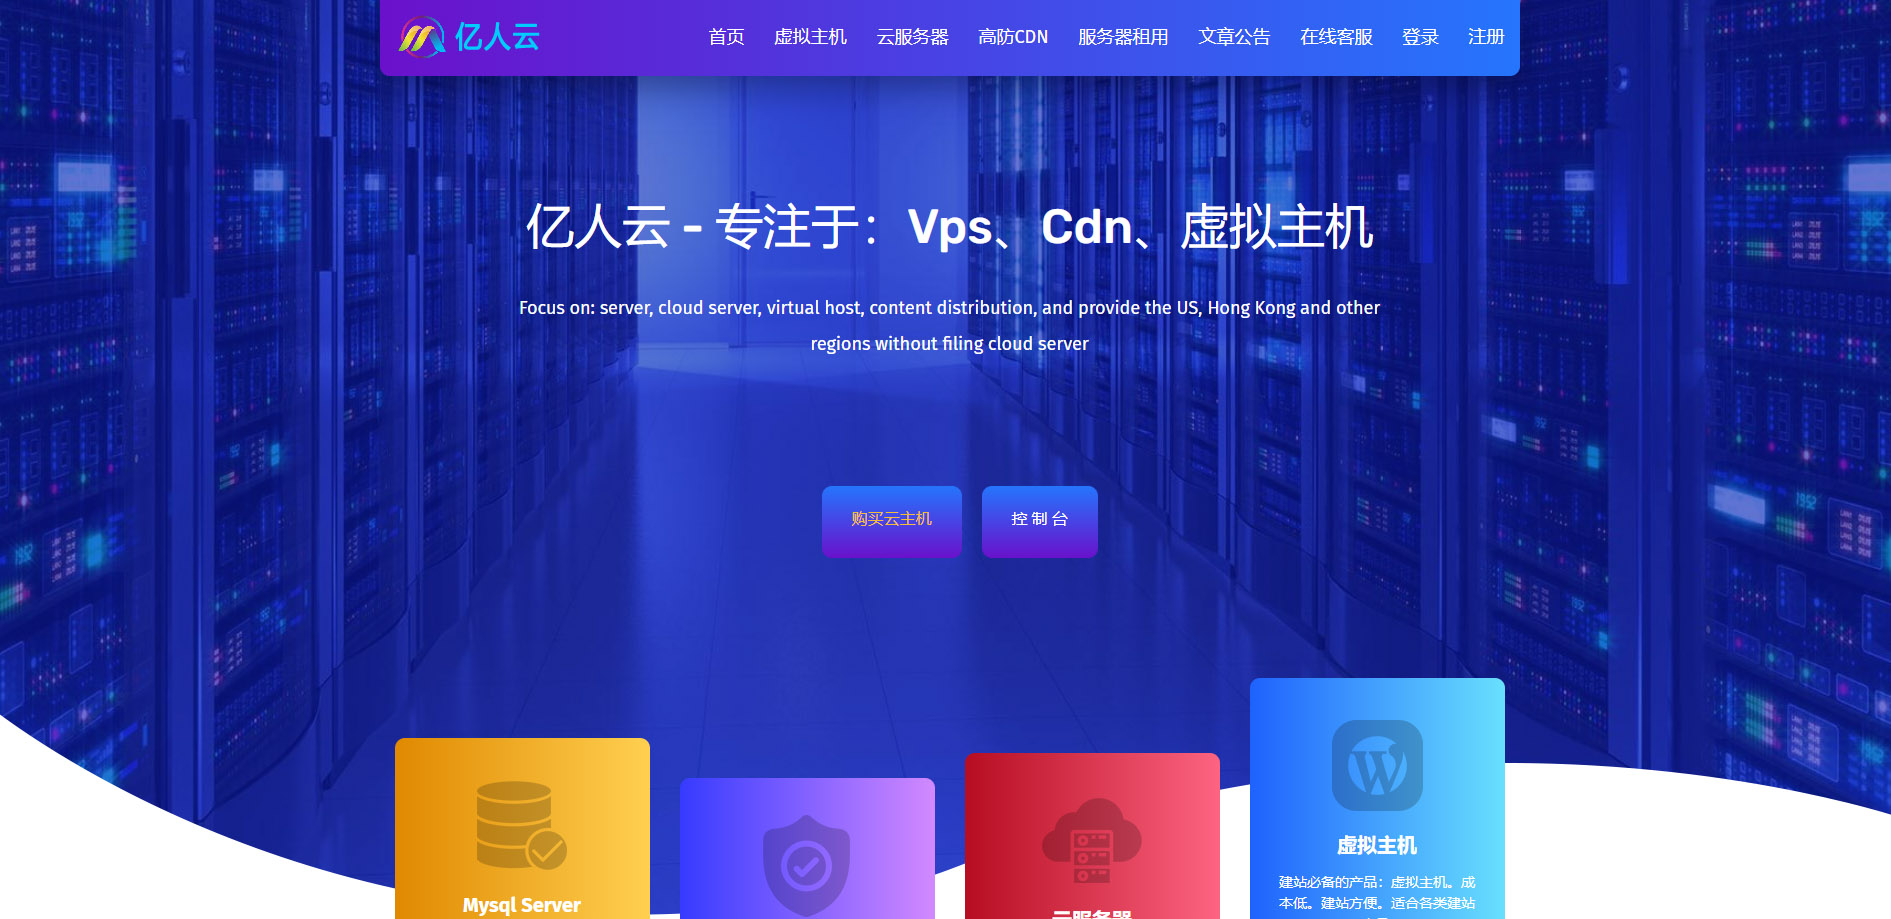 亿人云
首页 虚拟主机 云服务器 高防CDN 服务器租用 文章公告 在线客服 登录 注册
亿人云 - 专注于：Vps、Cdn、虚拟主机
Focus on: server, cloud server, virtual host, content distribution, and provide the US, Hong Kong and other
regions without filing cloud server
购买云主机
控 制 台
Mysql Server
云服务器
虚拟主机
建站必备的产品：虚拟主机。成
本低。建站方便。适合各类建站